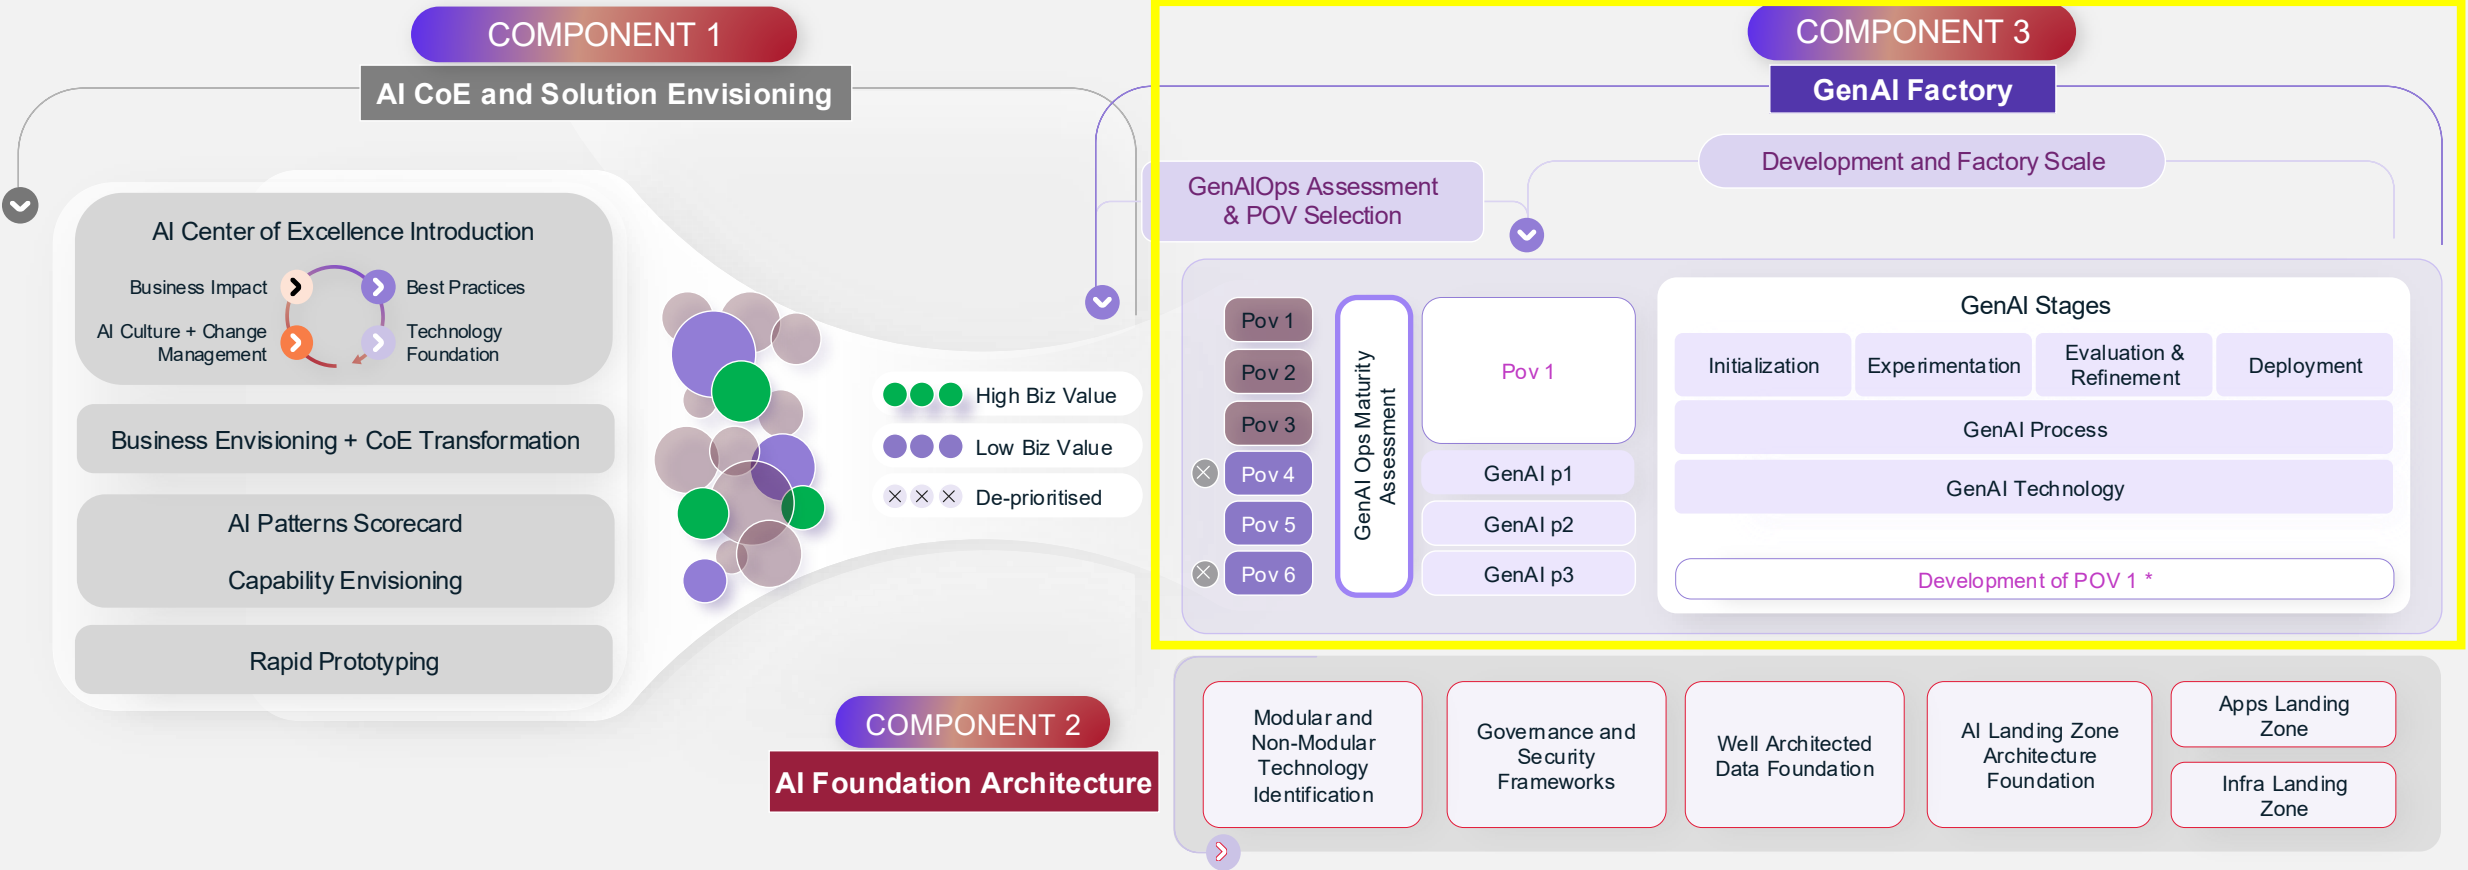 COMPONENT 1
AI CoE and Solution Envisioning
AI Center of Excellence Introduction
Business Impact
Best Practices
AI Culture + Change
Management
Technology
Foundation
Business Envisioning + CoE Transformation
AI Patterns Scorecard
Capability Envisioning
Rapid Prototyping
High Biz Value
Low Biz Value
De-prioritised
COMPONENT 3
GenAI Factory
GenAIOps Assessment
& POV Selection
Development and Factory Scale
Pov 1
Pov 2
Pov 3
Pov 4
Pov 5
Pov 6
GenAI Ops Maturity
Assessment
Pov 1
GenAI p1
GenAI p2
GenAI p3
GenAI Stages
Initialization
Experimentation
Evaluation &
Refinement
Deployment
GenAI Process
GenAI Technology
Development of POV 1 *
COMPONENT 2
AI Foundation Architecture
Modular and
Non-Modular
Technology
Identification
Governance and
Security
Frameworks
Well Architected
Data Foundation
AI Landing Zone
Architecture
Foundation
Apps Landing
Zone
Infra Landing
Zone